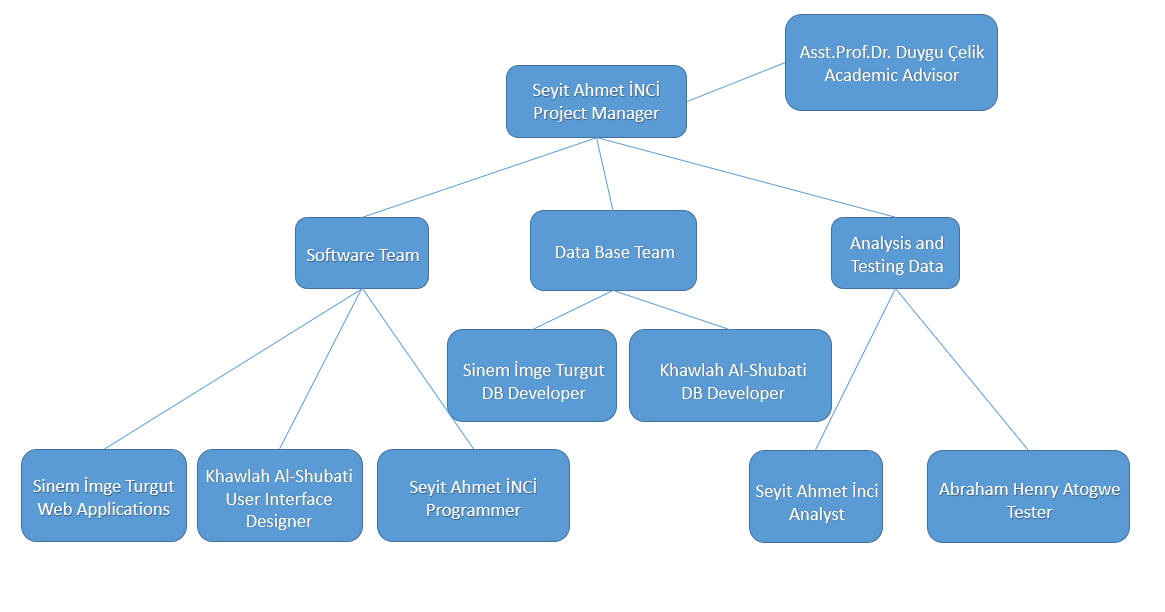 Asst.Prof.Dr. Duygu Çelik
Academic Advisor
Seyit Ahmet İNCİ
Project Manager
Software Team
Data Base Team
Analysis and
Testing Data
Sinem İmge Turgut
DB Developer
Khawlah Al-Shubati
DB Developer
Sinem İmge Turgut
Web Applications
Khawlah Al-Shubati
User Interface
Designer
Seyit Ahmet İNCİ
Programmer
Seyit Ahmet İnci
Analyst
Abraham Henry Atogwe
Tester